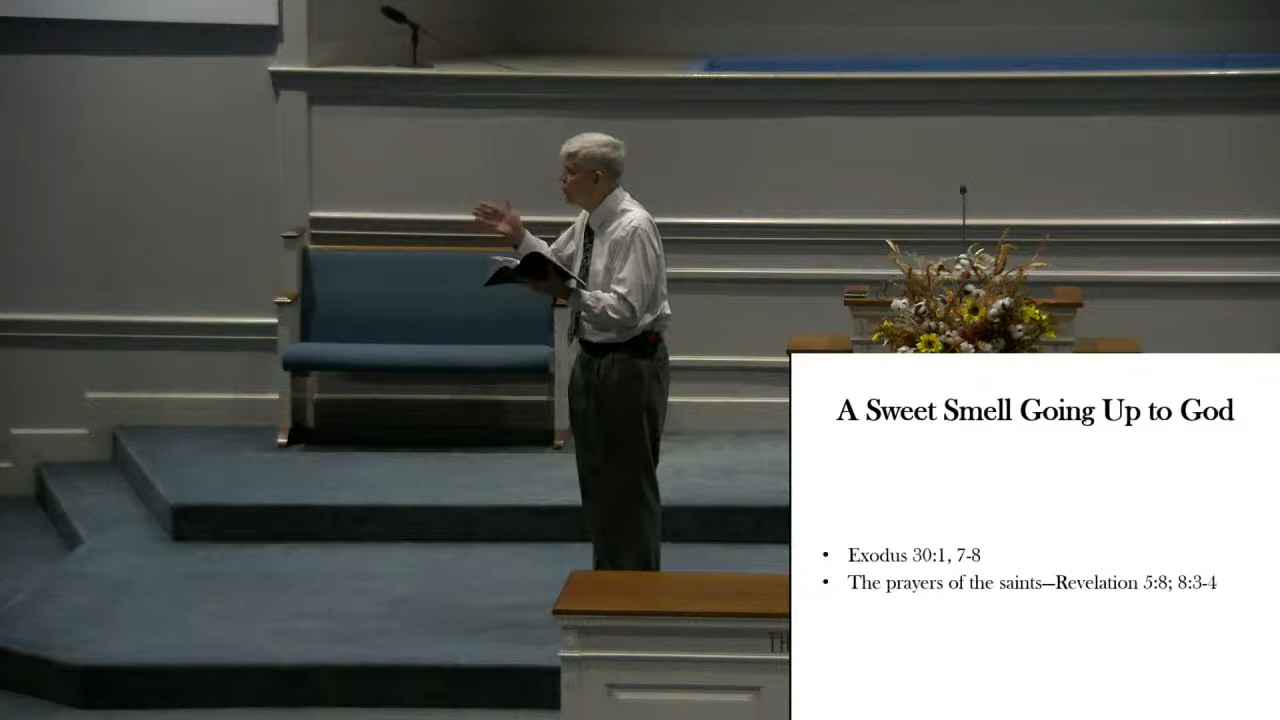 A Sweet Smell Going Up to God
• Exodus 30:1, 7-8
• The prayers of the saints—Revelation 5:8; 8:3-4
TH